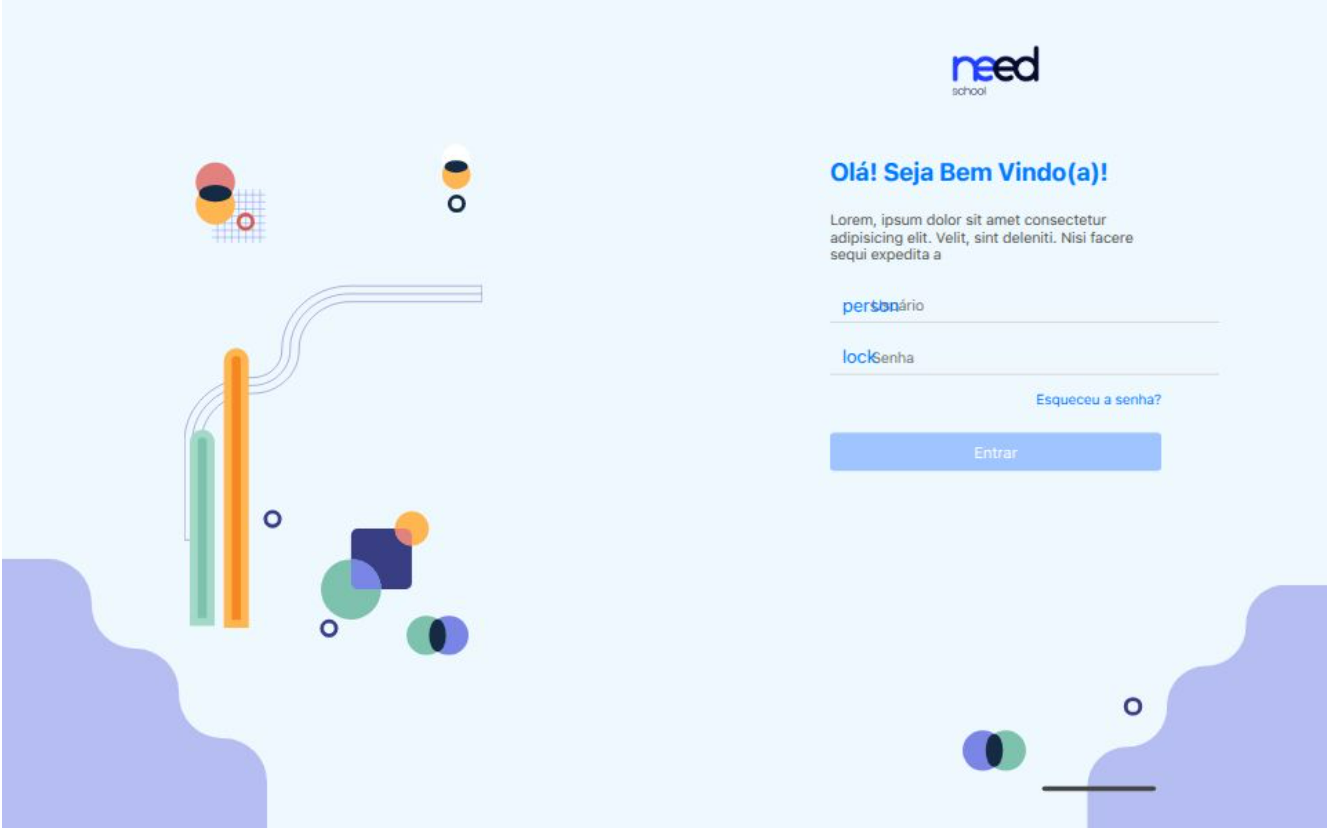 need
school
Olá! Seja Bem Vindo(a)!
Lorem, ipsum dolor sit amet consectetur
adipisicing elit. Velit, sint deleniti. Nisi facere
sequi expedita a
person Usuário
lock Senha
Esqueceu a senha?
Entrar